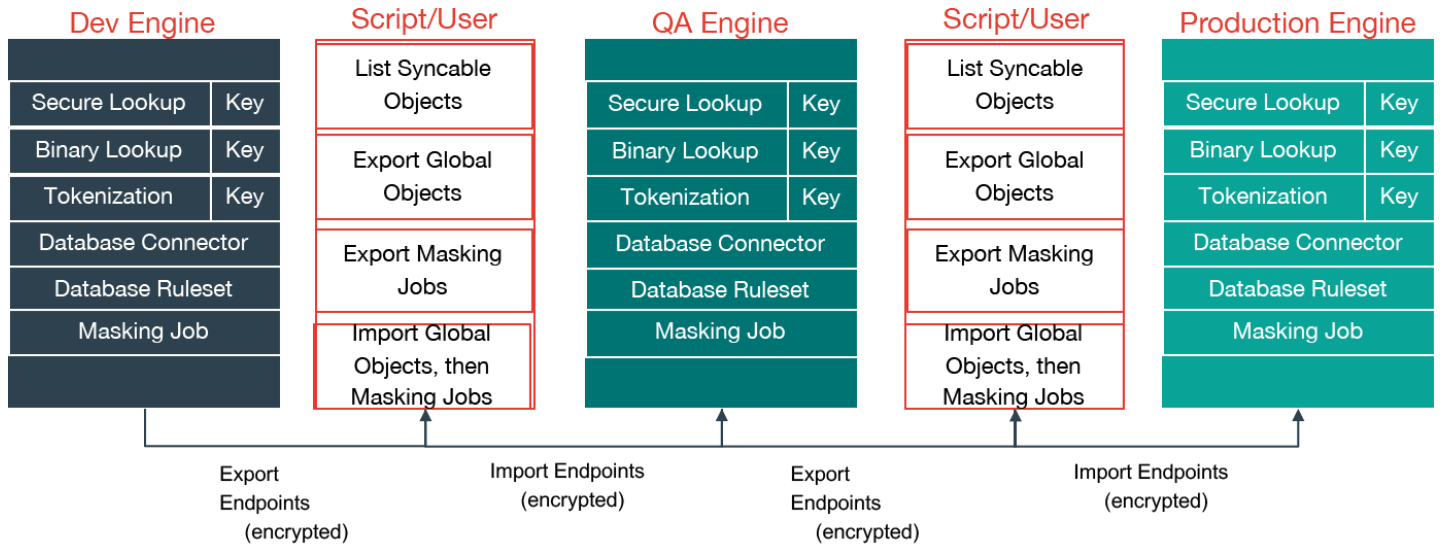 Dev Engine
Secure Lookup
Key
Binary Lookup
Key
Tokenization
Key
Database Connector
Database Ruleset
Masking Job
Script/User
List Syncable
Objects
Export Global
Objects
Export Masking
Jobs
Import Global
Objects, then
Masking Jobs
QA Engine
Secure Lookup
Key
Binary Lookup
Key
Tokenization
Key
Database Connector
Database Ruleset
Masking Job
Script/User
List Syncable
Objects
Export Global
Objects
Export Masking
Jobs
Import Global
Objects, then
Masking Jobs
Production Engine
Secure Lookup
Key
Binary Lookup
Key
Tokenization
Key
Database Connector
Database Ruleset
Masking Job
Export
Endpoints
(encrypted)
Import Endpoints
(encrypted)
Export
Endpoints
(encrypted)
Import Endpoints
(encrypted)